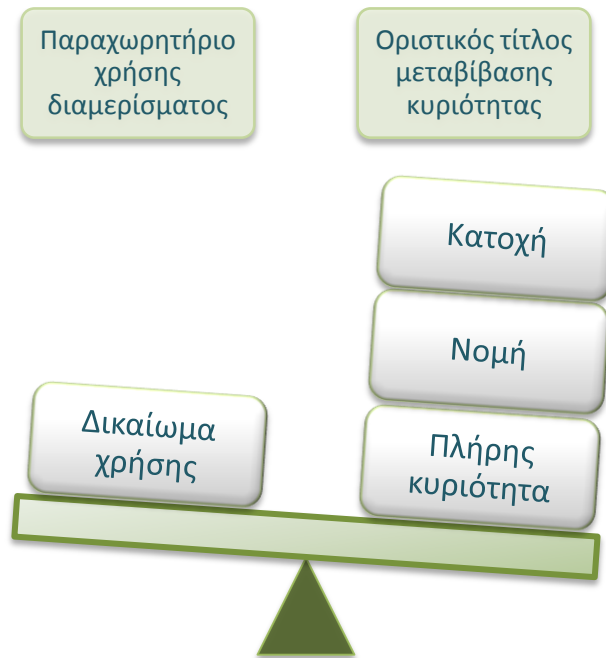 Παραχωρητήριο
χρήσης
διαμερίσματος
Οριστικός τίτλος
μεταβίβασης
κυριότητας
Κατοχή
Νομή
Πλήρης
κυριότητα
Δικαίωμα
χρήσης